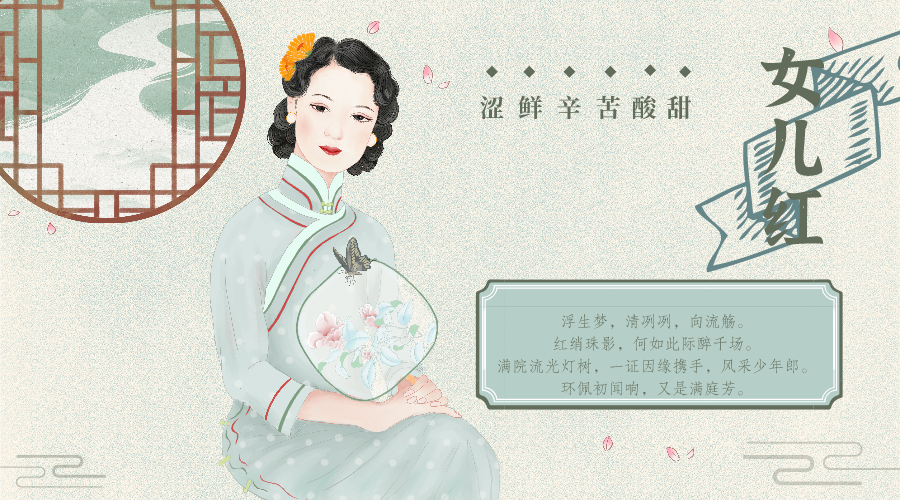 女儿红
涩鲜辛苦酸甜
浮生梦，清冽冽，向流觞。
红绡珠影，何如此际醉千场。
满院流光灯树，一证因缘携手，风采少年郎。
环佩初闻响，又是满庭芳。